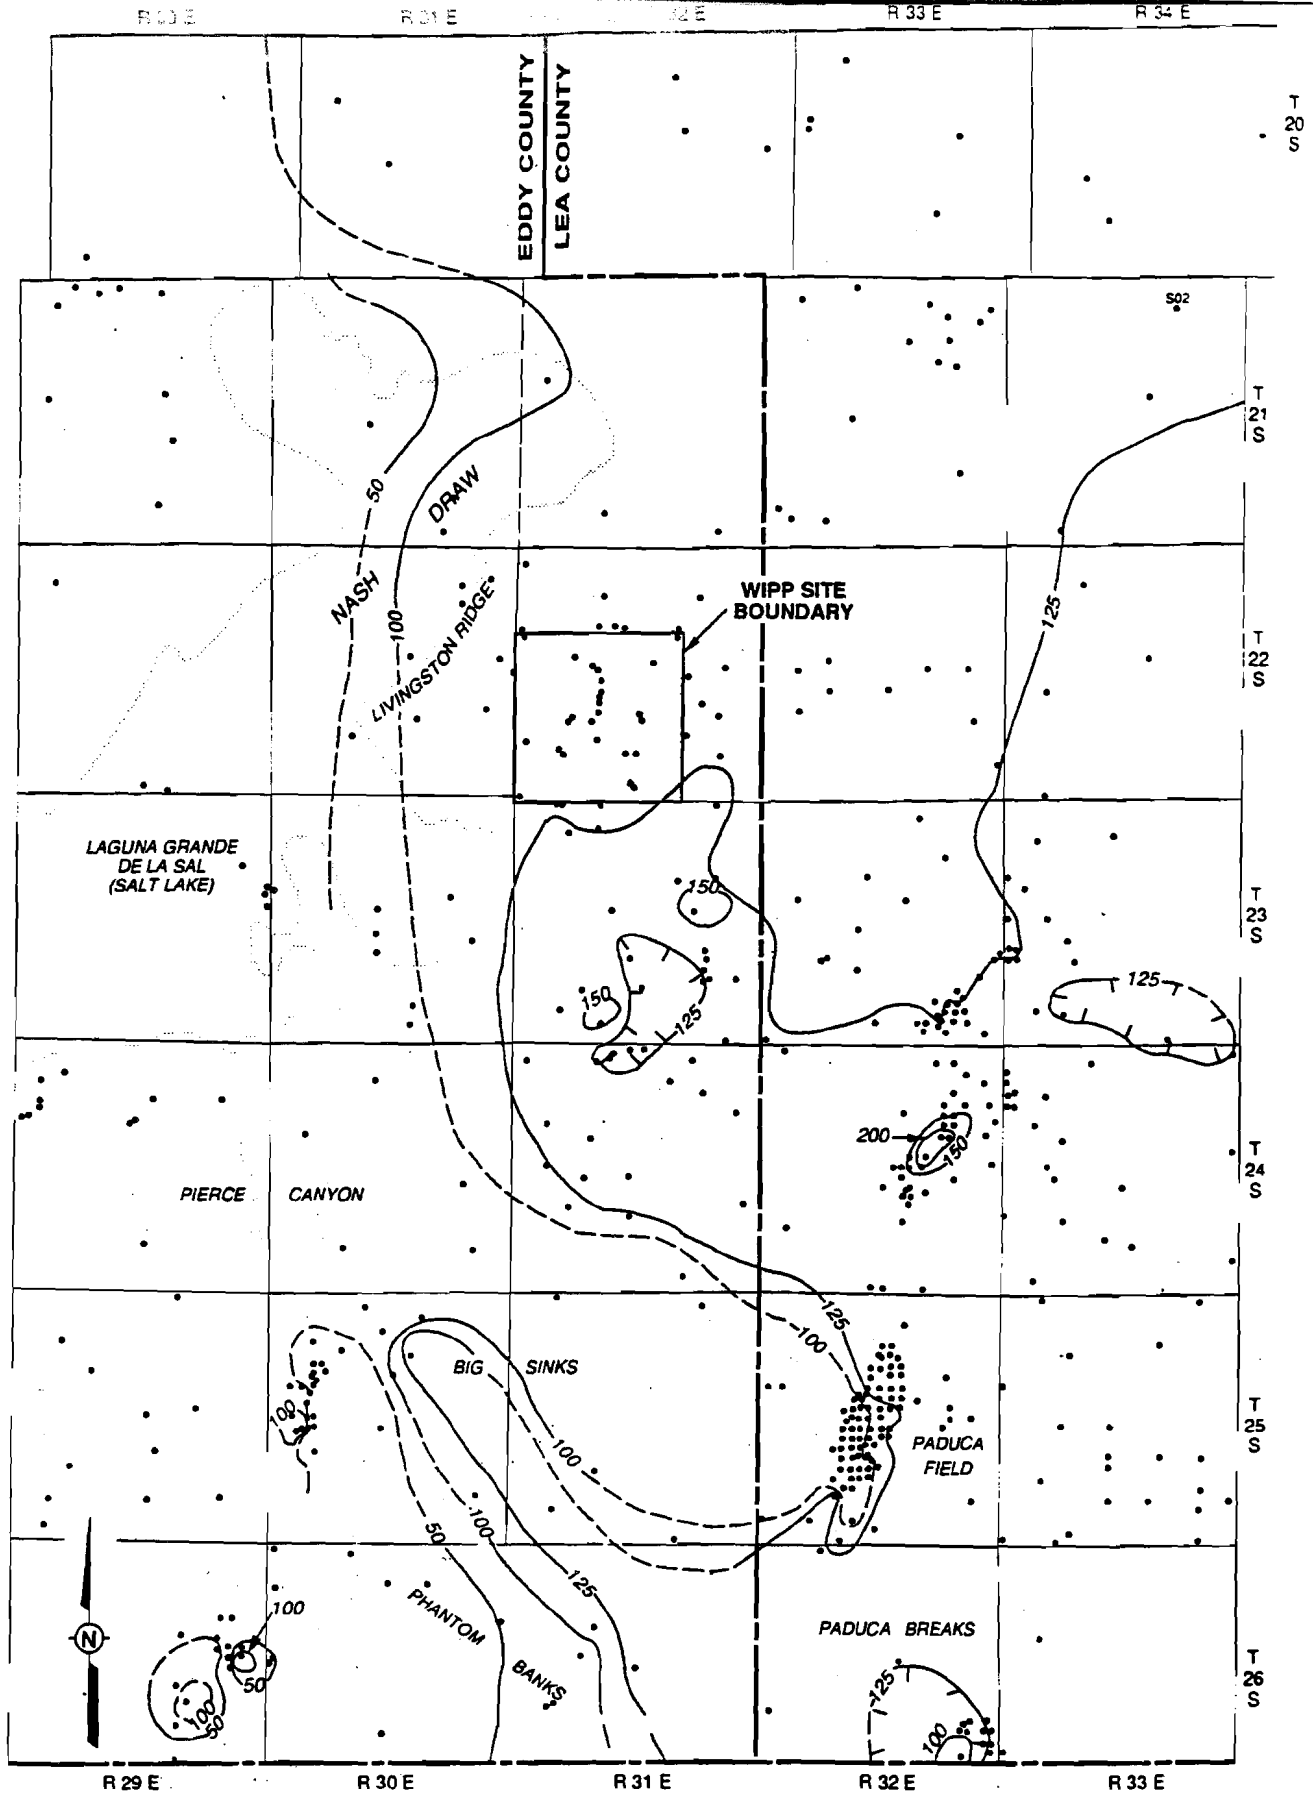 R 31 E
32 E
R 33 E
R 34 E
EDDY COUNTY
LEA COUNTY
T
20
S
S02
T
21
S
50
DRAW
NASH
100
LIVINGSTON RIDGE
WIPP SITE
BOUNDARY
125
T
22
S
LAGUNA GRANDE
DE LA SAL
(SALT LAKE)
150
T
23
S
150
125
125
200
150
T
24
S
PIERCE CANYON
125
100
BIG SINKS
100
100
PADUCA
FIELD
T
25
S
50
100
125
PHANTOM
BANKS
N
100
50
100
50
PADUCA BREAKS
125
100
T
26
S
R 29 E
R 30 E
R 31 E
R 32 E
R 33 E